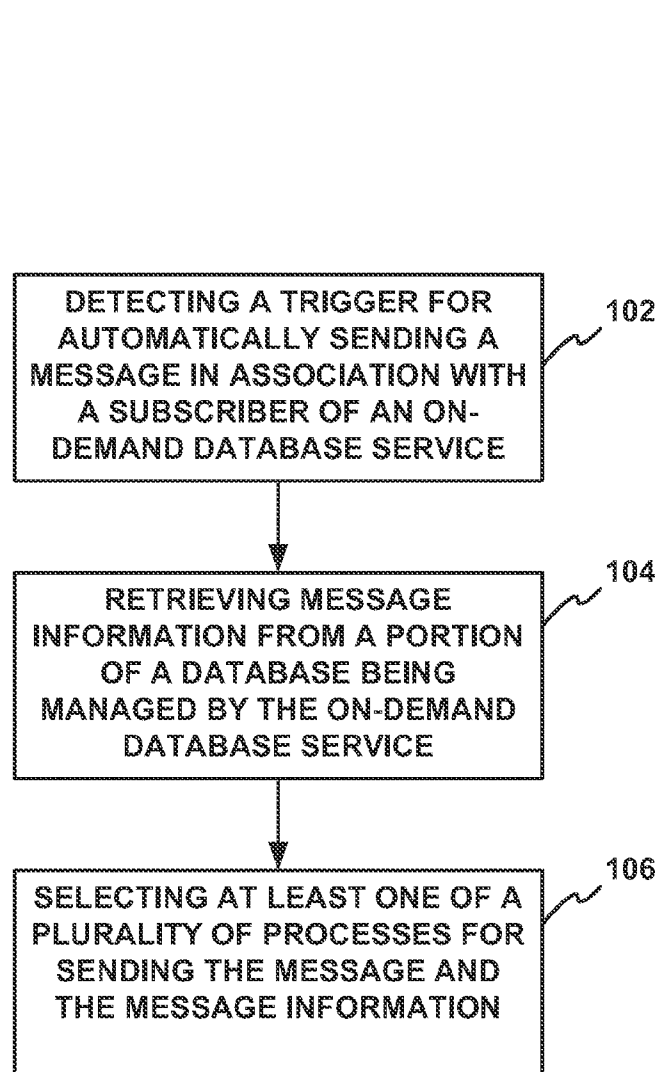 DETECTING A TRIGGER FOR
AUTOMATICALLY SENDING A
MESSAGE IN ASSOCIATION WITH
A SUBSCRIBER OF AN ON-
DEMAND DATABASE SERVICE
102
RETRIEVING MESSAGE
INFORMATION FROM A PORTION
OF A DATABASE BEING
MANAGED BY THE ON-DEMAND
DATABASE SERVICE
104
SELECTING AT LEAST ONE OF A
PLURALITY OF PROCESSES FOR
SENDING THE MESSAGE AND
THE MESSAGE INFORMATION
106